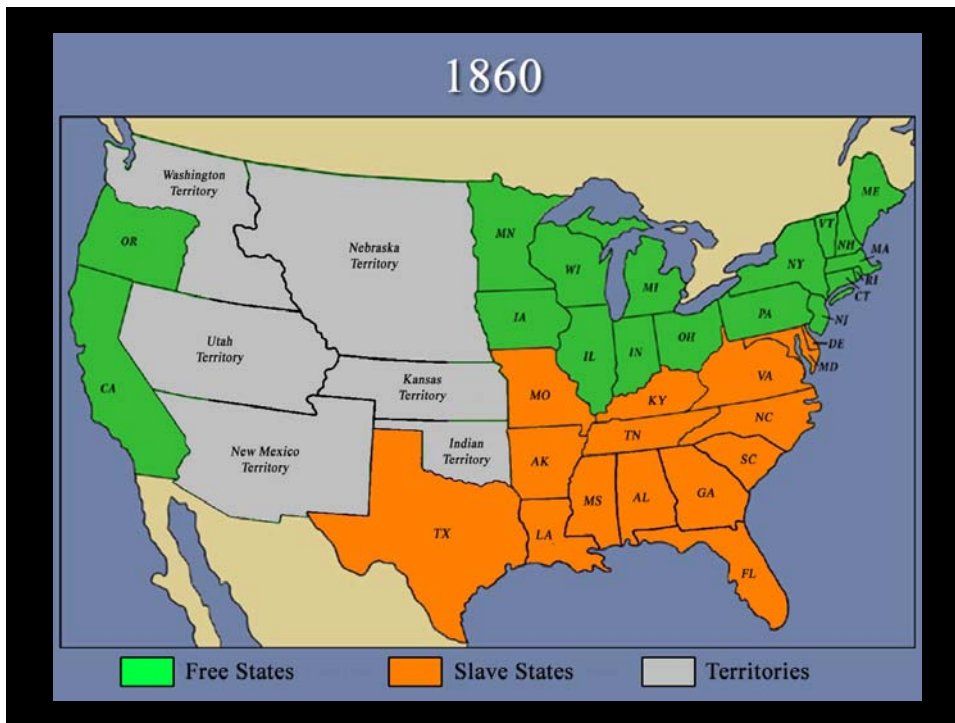 1860
Washington
Territory
OR
Nebraska
Territory
MN
WI
MI
IA
IL
IN
OH
PA
NY
VT
NH
ME
MA
RI
CT
NJ
DE
MD
Utah
Territory
CA
Kansas
Territory
MO
KY
VA
NC
TN
New Mexico
Territory
Indian
Territory
AK
SC
MS
AL
GA
TX
LA
FL
Free States
Slave States
Territories